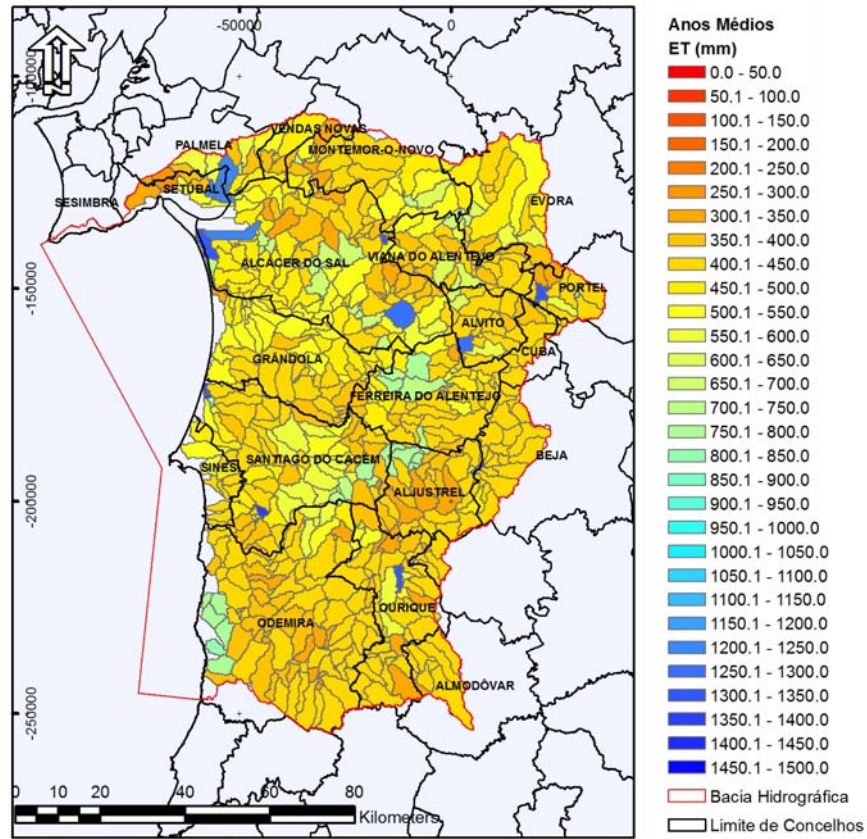 -50000
0
-100000
-150000
-200000
-250000
N
VENDAS NOVAS
PALMELA
MONTEMOR-O-NOVO
SETÚBAL
SESIMBRA
ÉVORA
ALCÁCER DO SAL
VIANA DO ALENTEJO
PORTEL
ALVITO
CUBA
GRÂNDOLA
FERREIRA DO ALENTEJO
BEJA
SANTIAGO DO CACÉM
SINES
ALJUSTREL
OURIQUE
ODEMIRA
ALMODÔVAR
0 10 20 40 60 80
Kilometers
Anos Médios
ET (mm)
0.0 - 50.0
50.1 - 100.0
100.1 - 150.0
150.1 - 200.0
200.1 - 250.0
250.1 - 300.0
300.1 - 350.0
350.1 - 400.0
400.1 - 450.0
450.1 - 500.0
500.1 - 550.0
550.1 - 600.0
600.1 - 650.0
650.1 - 700.0
700.1 - 750.0
750.1 - 800.0
800.1 - 850.0
850.1 - 900.0
900.1 - 950.0
950.1 - 1000.0
1000.1 - 1050.0
1050.1 - 1100.0
1100.1 - 1150.0
1150.1 - 1200.0
1200.1 - 1250.0
1250.1 - 1300.0
1300.1 - 1350.0
1350.1 - 1400.0
1400.1 - 1450.0
1450.1 - 1500.0
Bacia Hidrográfica
Limite de Concelhos